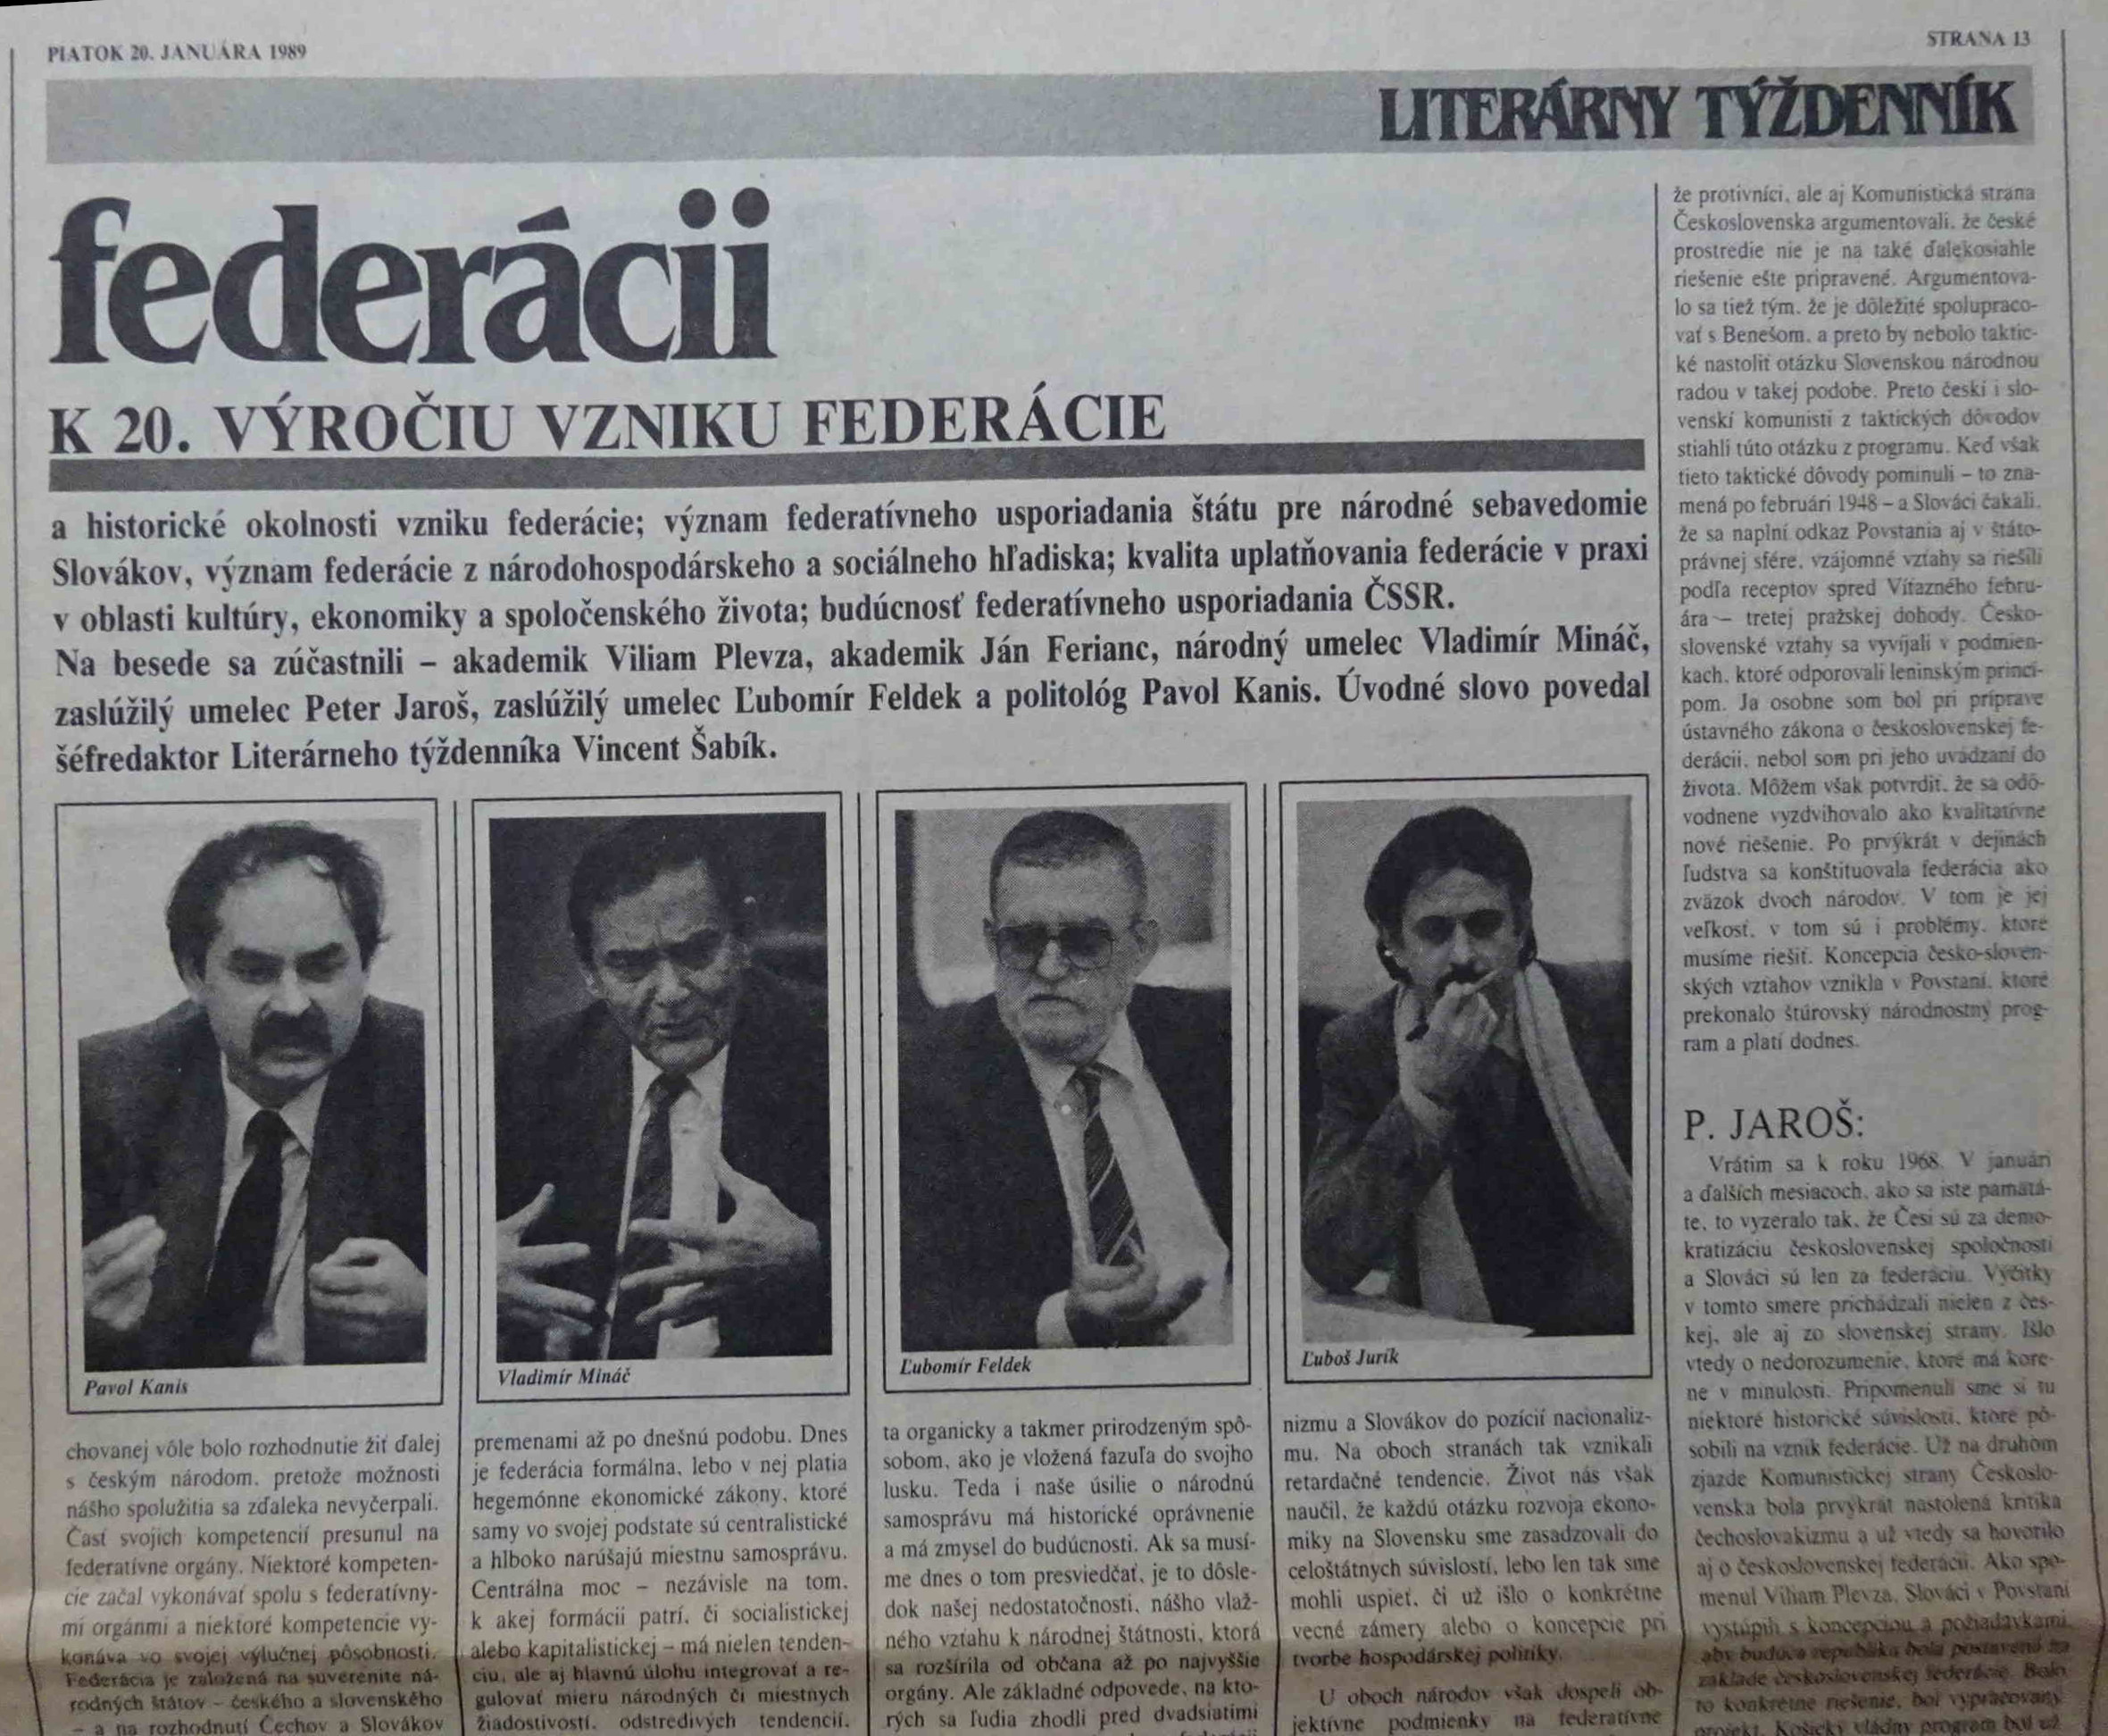 PIATOK 20. JANUÁRA 1989
STRANA 13
LITERÁRNY TÝŽDENNÍK
federácii
K 20. VÝROČIU VZNIKU FEDERÁCIE
a historické okolnosti vzniku federácie; význam federatívneho usporiadania štátu pre národné sebavedomie
Slovákov, význam federácie z národohospodárskeho a sociálneho hľadiska; kvalita uplatňovania federácie v praxi
v oblasti kultúry, ekonomiky a spoločenského života; budúcnosť federatívneho usporiadania ČSSR.
Na besede sa zúčastnili – akademik Viliam Plevza, akademik Ján Ferianc, národný umelec Vladimír Mináč,
zaslúžilý umelec Peter Jaroš, zaslúžilý umelec Ľubomír Feldek a politológ Pavol Kanis. Úvodné slovo povedal
šéfredaktor Literárneho týždenníka Vincent Šabík.
Pavol Kanis
Vladimír Mináč
Ľubomír Feldek
Ľuboš Jurík
chovanej vôle bolo rozhodnutie žiť ďalej
s českým národom, pretože možnosti
nášho spolužitia sa zďaleka nevyčerpali.
Časť svojich kompetencií presunul na
federatívne orgány. Niektoré kompeten-
cie začal vykonávať spolu s federatívny-
mi orgánmi a niektoré kompetencie vy-
konáva vo svojej výlučnej pôsobnosti.
Federácia je založená na suverenite ná-
rodných štátov – českého a slovenského
– a na rozhodnutí Čechov a Slovákov
premenami až po dnešnú podobu. Dnes
je federácia formálna, lebo v nej platia
hegemónne ekonomické zákony, ktoré
samy vo svojej podstate sú centralistické
a hlboko narúšajú miestnu samosprávu.
Centrálna moc – nezávisle na tom,
k akej formácii patrí, či socialistickej
alebo kapitalistickej – má nielen tenden-
ciu, ale aj hlavnú úlohu integrovať a re-
gulovať mieru národných či miestnych
žiadostivostí, odstredivých tendencií.
ta organicky a takmer prirodzeným spô-
sobom, ako je vložená fazuľa do svojho
lusku. Teda i naše úsilie o národnú
samosprávu má historické oprávnenie
a má zmysel do budúcnosti. Ak sa musí-
me dnes o tom presviedčať, je to dôsle-
dok našej nedostatočnosti, nášho vlaž-
ného vzťahu k národnej štátnosti, ktorá
sa rozšírila od občana až po najvyššie
orgány. Ale základné odpovede, na kto-
rých sa ľudia zhodli pred dvadsiatimi
nizmu a Slovákov do pozícií nacionaliz-
mu. Na oboch stranách tak vznikali
retardačné tendencie. Život nás však
naučil, že každú otázku rozvoja ekono-
miky na Slovensku sme zasadzovali do
celoštátnych súvislostí, lebo len tak sme
mohli uspieť, či už išlo o konkrétne
vecné zámery alebo o koncepcie pri
tvorbe hospodárskej politiky.
U oboch národov však dospeli ob-
jektívne podmienky na federatívne
že protivníci, ale aj Komunistická strana
Československa argumentovali, že české
prostredie nie je na také ďalekosiahle
riešenie ešte pripravené. Argumentova-
lo sa tiež tým, že je dôležité spolupraco-
vať s Benešom, a preto by nebolo taktic-
ké nastoliť otázku Slovenskou národnou
radou v takej podobe. Preto českí i slo-
venskí komunisti z taktických dôvodov
stiahli túto otázku z programu. Keď však
tieto taktické dôvody pominuli – to zna-
mená po februári 1948 – a Slováci čakali,
že sa naplní odkaz Povstania aj v štáto-
právnej sfére, vzájomné vzťahy sa riešili
podľa receptov spred Víťazného febru-
ára – tretej pražskej dohody. Česko-
slovenské vzťahy sa vyvíjali v podmien-
kach, ktoré odporovali leninským princí-
pom. Ja osobne som bol pri príprave
ústavného zákona o československej fe-
derácii, nebol som pri jeho uvádzaní do
života. Môžem však potvrdiť, že sa odô-
vodnene vyzdvihovalo ako kvalitatívne
nové riešenie. Po prvýkrát v dejinách
ľudstva sa konštituovala federácia ako
zväzok dvoch národov. V tom je jej
veľkosť, v tom sú i problémy, ktoré
musíme riešiť. Koncepcia česko-sloven-
ských vzťahov vznikla v Povstaní, ktoré
prekonalo štúrovský národnostný prog-
ram a platí dodnes.
P. JAROŠ:
Vrátim sa k roku 1968. V januári
a ďalších mesiacoch, ako sa iste pamätá-
te, to vyzeralo tak, že Česi sú za demo-
kratizáciu československej spoločnosti
a Slováci sú len za federáciu. Výčitky
v tomto smere prichádzali nielen z čes-
kej, ale aj zo slovenskej strany. Išlo
vtedy o nedorozumenie, ktoré má kore-
ne v minulosti. Pripomenuli sme si tu
niektoré historické súvislosti, ktoré pô-
sobili na vznik federácie. Už na druhom
zjazde Komunistickej strany Českoslo-
venska bola prvýkrát nastolená kritika
čechoslovakizmu a už vtedy sa hovorilo
aj o československej federácii. Ako spo-
menul Viliam Plevza, Slováci v Povstaní
vystúpili s koncepciou a požiadavkami,
aby budúca republika bola postavená na
základe československej federácie. Bolo
to konkrétne riešenie, bol vypracovaný
projekt. Košický vládny program bol už